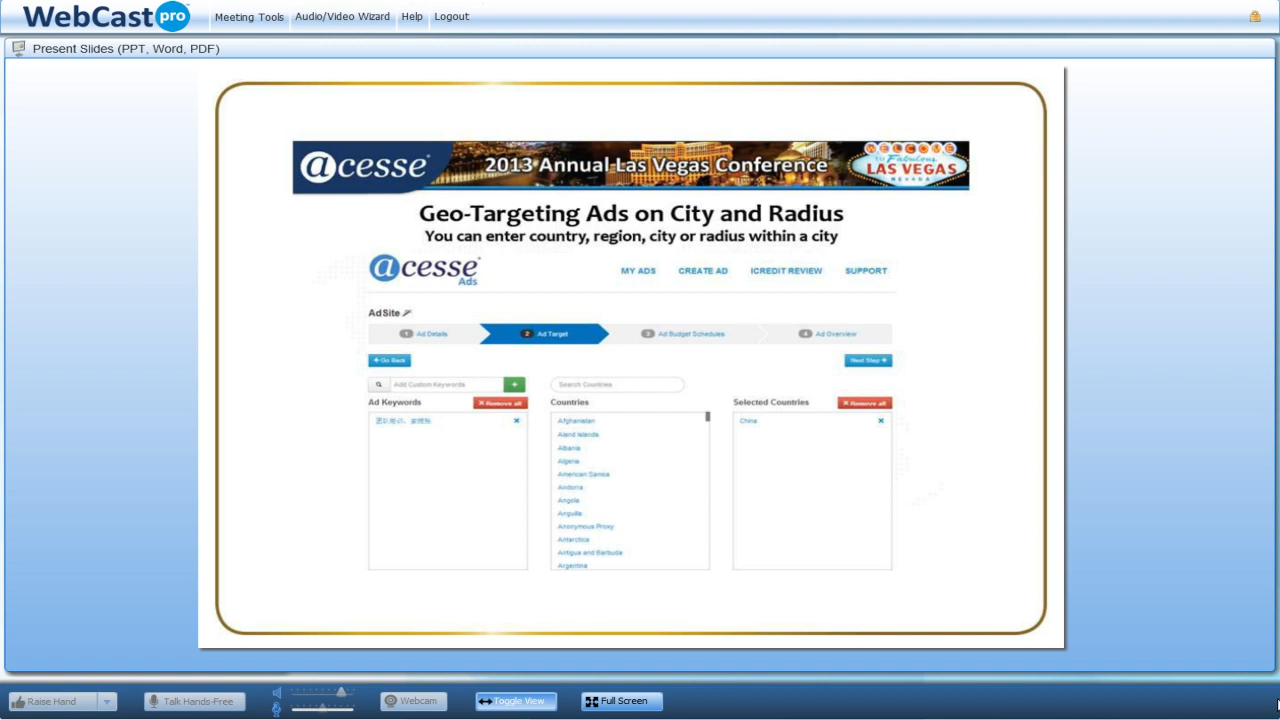 WebCast pro
Meeting Tools Audio/Video Wizard Help Logout
Present Slides (PPT, Word, PDF)
acesse 2013 Annual Las Vegas Conference WELCOME TO Fabulous LAS VEGAS NEVADA
Geo-Targeting Ads on City and Radius
You can enter country, region, city or radius within a city
acesse Ads
MY ADS CREATE AD ICREDIT REVIEW SUPPORT
AdSite
1 Ad Details 2 Ad Target 3 Ad Budget Schedules 4 Ad Overview
Go Back Next Step
Add Custom Keywords Search Countries
Ad Keywords Remove all Countries Selected Countries Remove all
Afghanistan China
Aland Islands
Albania
Algeria
American Samoa
Andorra
Angola
Anguilla
Anonymous Proxy
Antarctica
Antigua and Barbuda
Argentina
Raise Hand Talk Hands-Free Webcam Toggle View Full Screen